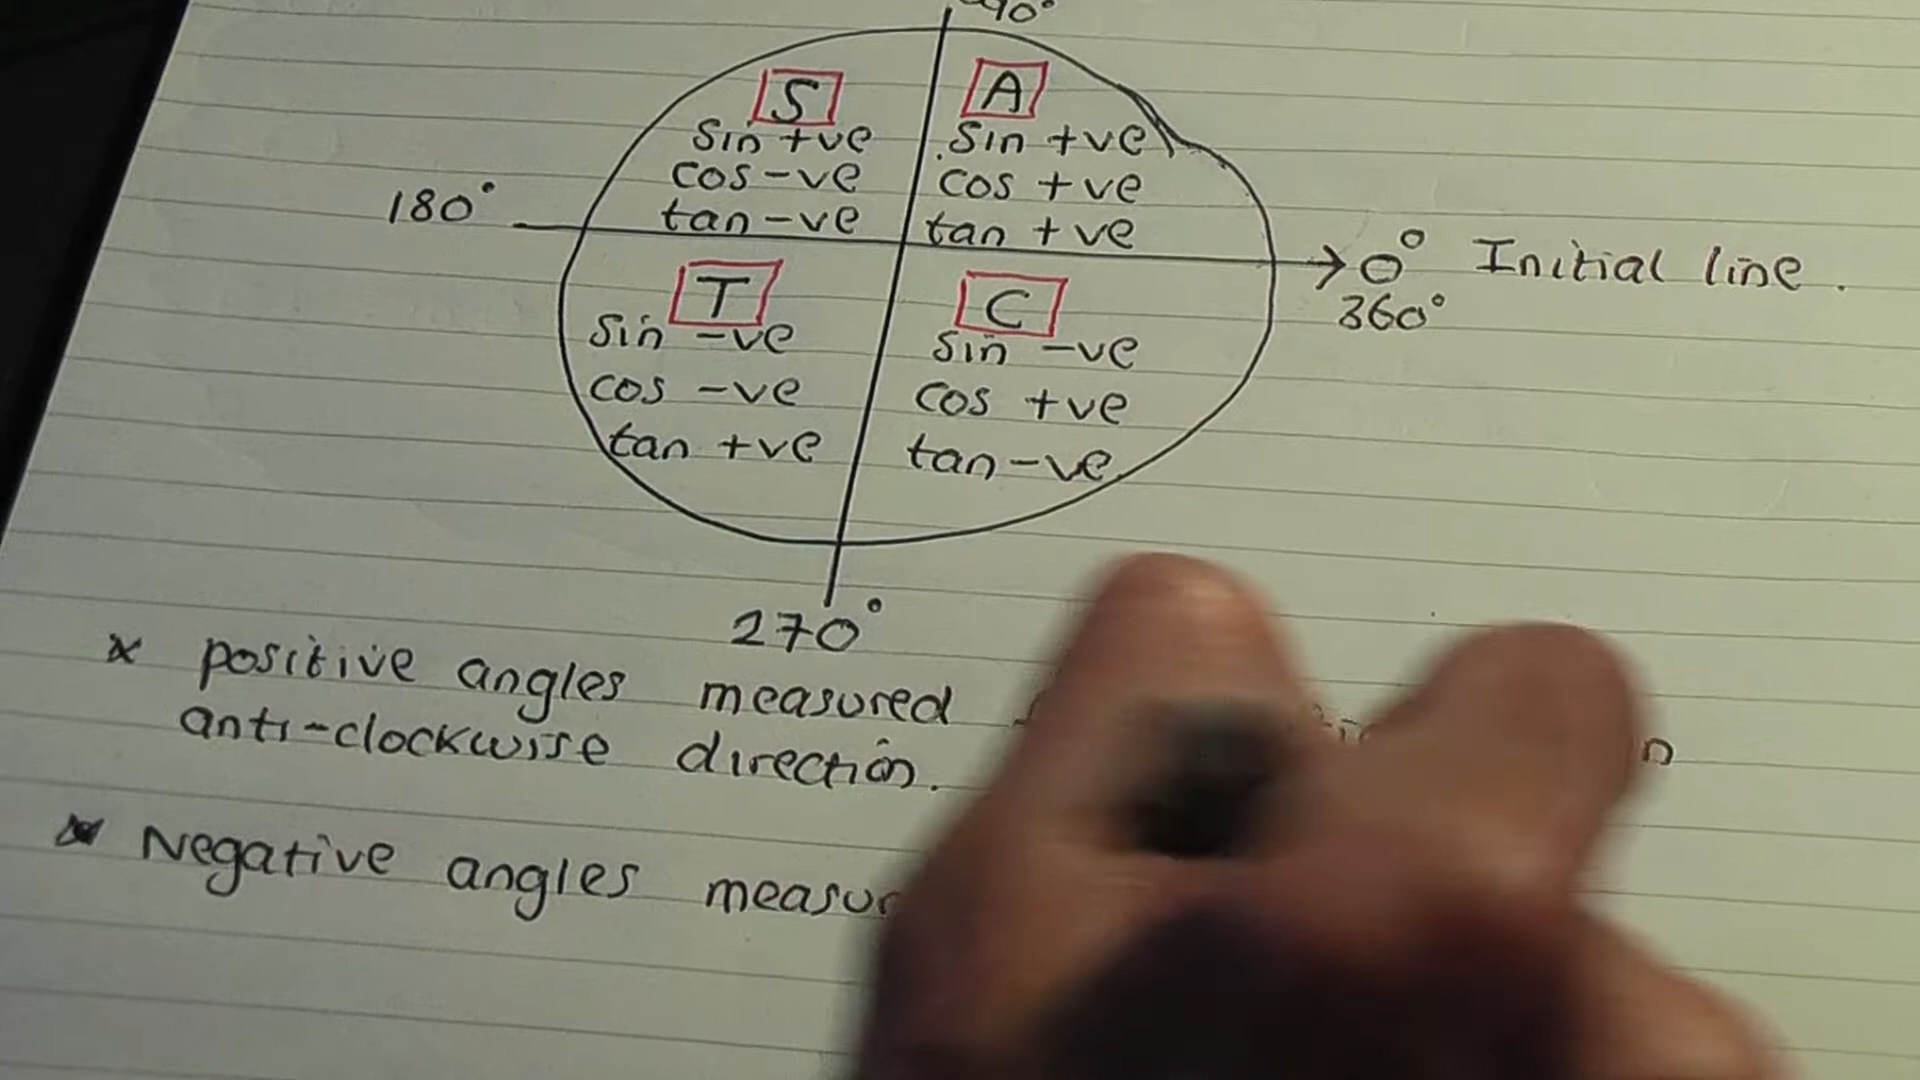 90°
S
sin +ve
cos -ve
tan -ve
A
sin +ve
cos +ve
tan +ve
180°
0° Initial line.
360°
T
sin -ve
cos -ve
tan +ve
C
sin -ve
cos +ve
tan -ve
270°
* positive angles measured
anti-clockwise direction.
* Negative angles